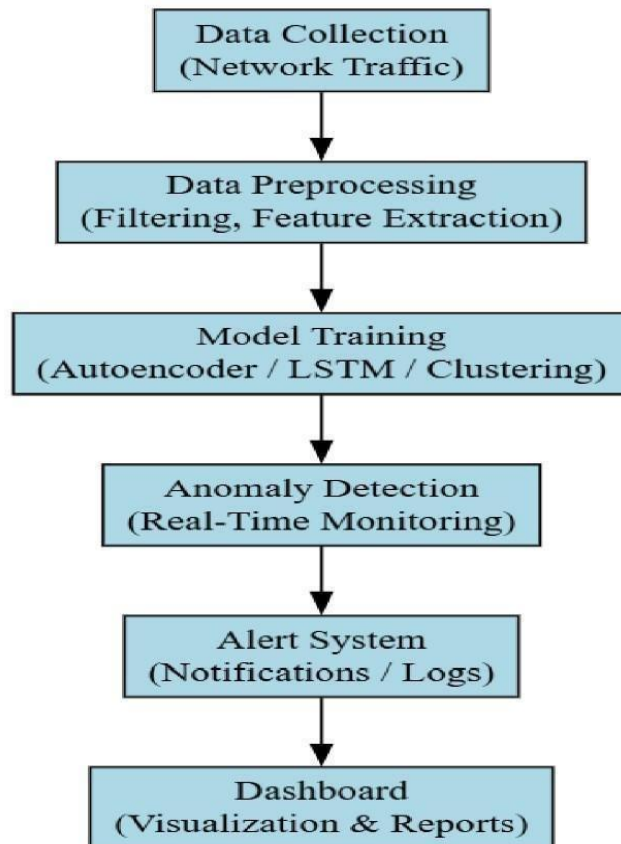 Data Collection
(Network Traffic)
Data Preprocessing
(Filtering, Feature Extraction)
Model Training
(Autoencoder / LSTM / Clustering)
Anomaly Detection
(Real-Time Monitoring)
Alert System
(Notifications / Logs)
Dashboard
(Visualization & Reports)